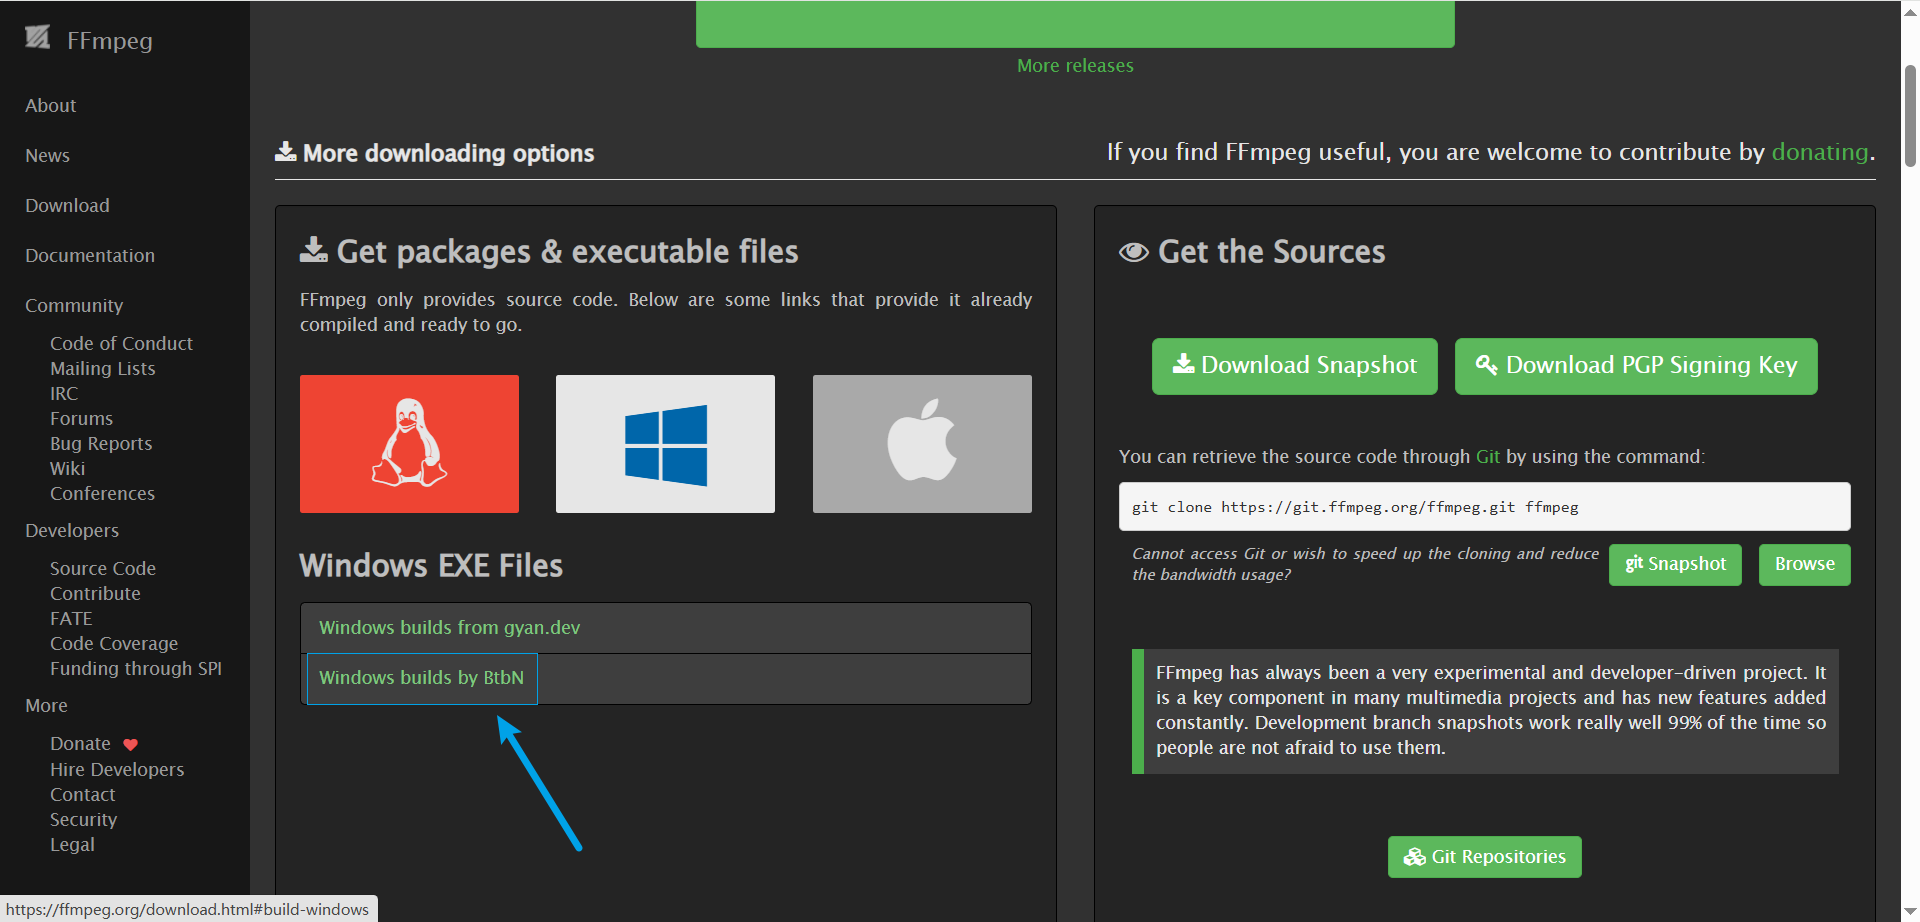 FFmpeg
About
News
Download
Documentation
Community
Code of Conduct
Mailing Lists
IRC
Forums
Bug Reports
Wiki
Conferences
Developers
Source Code
Contribute
FATE
Code Coverage
Funding through SPI
More
Donate
Hire Developers
Contact
Security
Legal
More releases
More downloading options
If you find FFmpeg useful, you are welcome to contribute by donating.
Get packages & executable files
FFmpeg only provides source code. Below are some links that provide it already
compiled and ready to go.
Windows EXE Files
Windows builds from gyan.dev
Windows builds by BtbN
Get the Sources
Download Snapshot
Download PGP Signing Key
You can retrieve the source code through Git by using the command:
git clone https://git.ffmpeg.org/ffmpeg.git ffmpeg
Cannot access Git or wish to speed up the cloning and reduce
the bandwidth usage?
git Snapshot
Browse
FFmpeg has always been a very experimental and developer-driven project. It
is a key component in many multimedia projects and has new features added
constantly. Development branch snapshots work really well 99% of the time so
people are not afraid to use them.
Git Repositories
https://ffmpeg.org/download.html#build-windows